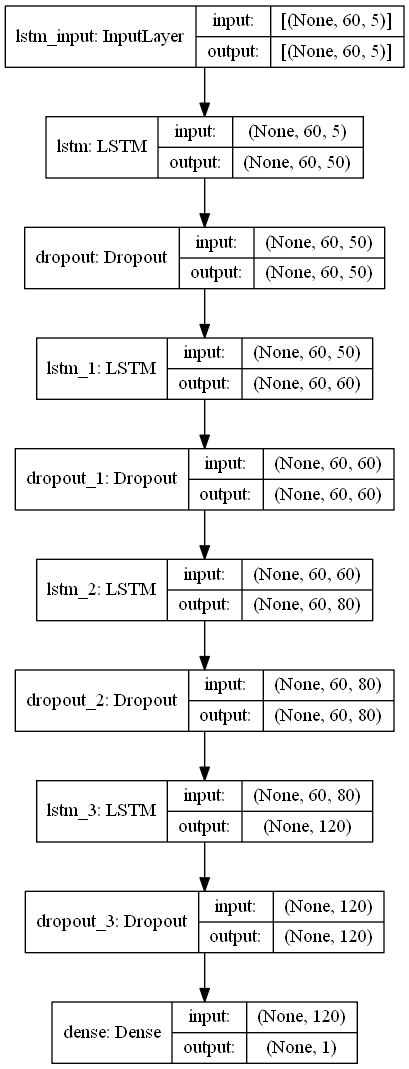 lstm_input: InputLayer
input: [(None, 60, 5)]
output: [(None, 60, 5)]
lstm: LSTM
input: (None, 60, 5)
output: (None, 60, 50)
dropout: Dropout
input: (None, 60, 50)
output: (None, 60, 50)
lstm_1: LSTM
input: (None, 60, 50)
output: (None, 60, 60)
dropout_1: Dropout
input: (None, 60, 60)
output: (None, 60, 60)
lstm_2: LSTM
input: (None, 60, 60)
output: (None, 60, 80)
dropout_2: Dropout
input: (None, 60, 80)
output: (None, 60, 80)
lstm_3: LSTM
input: (None, 60, 80)
output: (None, 120)
dropout_3: Dropout
input: (None, 120)
output: (None, 120)
dense: Dense
input: (None, 120)
output: (None, 1)